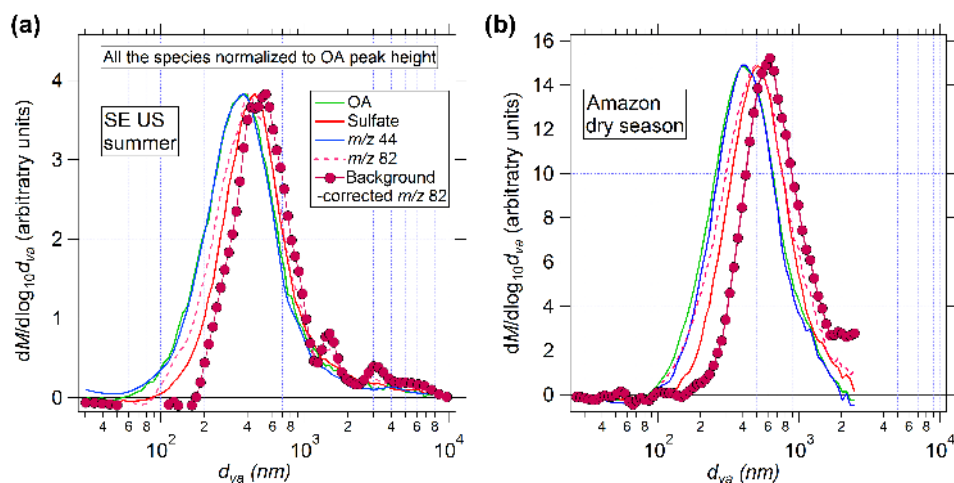 (a)
All the species normalized to OA peak height
SE US
summer
OA
Sulfate
m/z 44
m/z 82
Background
-corrected m/z 82
dM/dlog10dva (arbitratry units)
4
3
2
1
0
4 6 8 2 4 6 8 2 4 6 8
10^2 10^3 10^4
dva (nm)
(b)
Amazon
dry season
dM/dlog10dva (arbitratry units)
16
14
12
10
8
6
4
2
0
4 6 8 2 4 6 8 2 4 6 8
10^2 10^3 10^4
dva (nm)